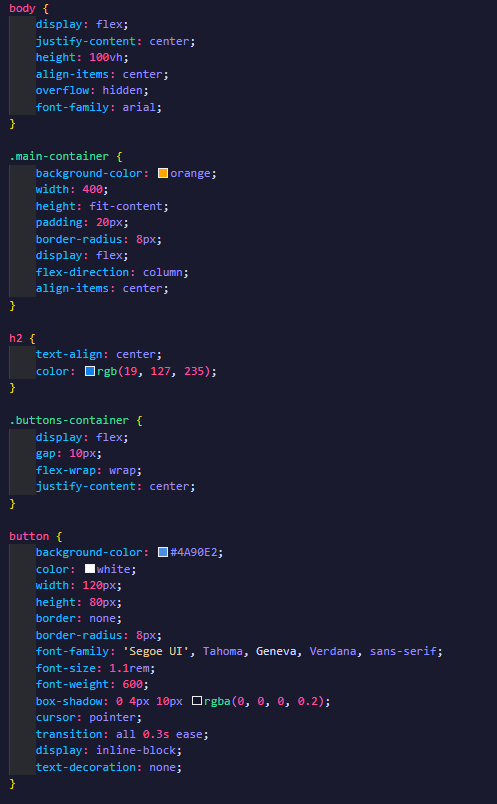 body {
    display: flex;
    justify-content: center;
    height: 100vh;
    align-items: center;
    overflow: hidden;
    font-family: arial;
}

.main-container {
    background-color: orange;
    width: 400;
    height: fit-content;
    padding: 20px;
    border-radius: 8px;
    display: flex;
    flex-direction: column;
    align-items: center;
}

h2 {
    text-align: center;
    color: rgb(19, 127, 235);
}

.buttons-container {
    display: flex;
    gap: 10px;
    flex-wrap: wrap;
    justify-content: center;
}

button {
    background-color: #4A90E2;
    color: white;
    width: 120px;
    height: 80px;
    border: none;
    border-radius: 8px;
    font-family: 'Segoe UI', Tahoma, Geneva, Verdana, sans-serif;
    font-size: 1.1rem;
    font-weight: 600;
    box-shadow: 0 4px 10px rgba(0, 0, 0, 0.2);
    cursor: pointer;
    transition: all 0.3s ease;
    display: inline-block;
    text-decoration: none;
}